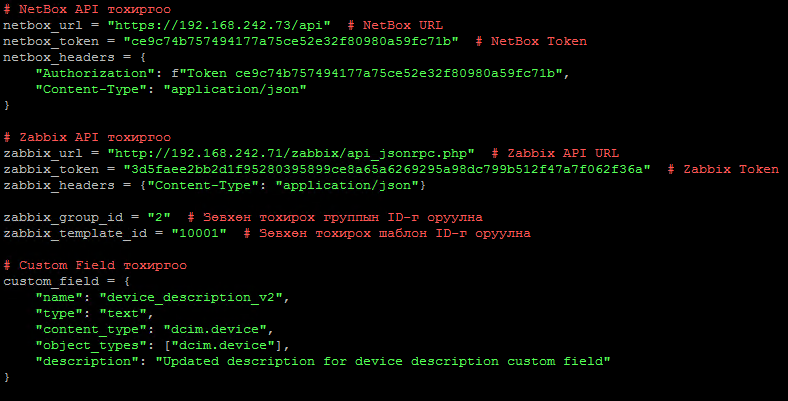 # NetBox API тохиргоо
netbox_url = "https://192.168.242.73/api"  # NetBox URL
netbox_token = "ce9c74b757494177a75ce52e32f80980a59fc71b"  # NetBox Token
netbox_headers = {
    "Authorization": f"Token ce9c74b757494177a75ce52e32f80980a59fc71b",
    "Content-Type": "application/json"
}
# Zabbix API тохиргоо
zabbix_url = "http://192.168.242.71/zabbix/api_jsonrpc.php"  # Zabbix API URL
zabbix_token = "3d5faee2bb2d1f95280395899ce8a65a6269295a98dc799b512f47a7f062f36a"  # Zabbix Token
zabbix_headers = {"Content-Type": "application/json"}
zabbix_group_id = "2"  # Зөвхөн тохирох группын ID-г оруулна
zabbix_template_id = "10001"  # Зөвхөн тохирох шаблон ID-г оруулна
# Custom Field тохиргоо
custom_field = {
    "name": "device_description_v2",
    "type": "text",
    "content_type": "dcim.device",
    "object_types": ["dcim.device"],
    "description": "Updated description for device description custom field"
}